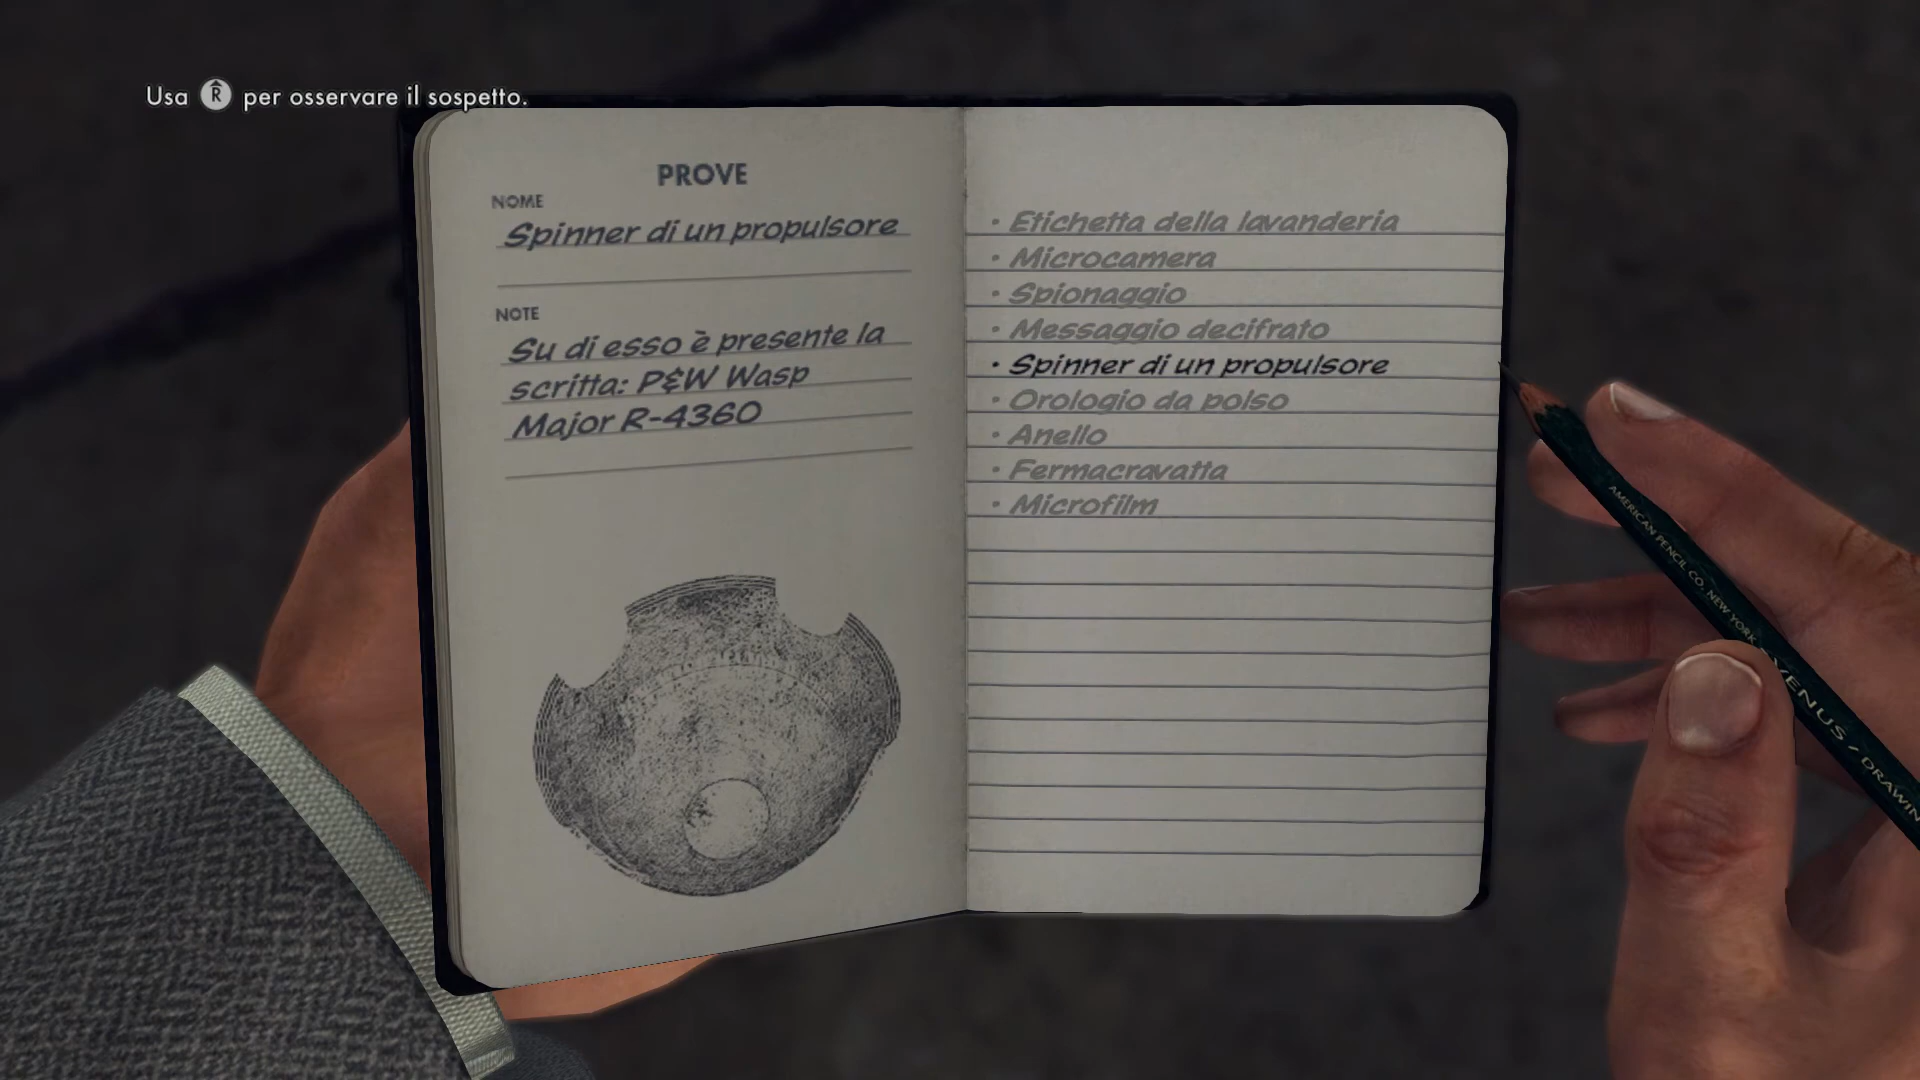 Usa R per osservare il sospetto.
PROVE
NOME
Spinner di un propulsore
NOTE
Su di esso è presente la
scritta: P&W Wasp
Major R-4360
• Etichetta della lavanderia
• Microcamera
• Spionaggio
• Messaggio decifrato
• Spinner di un propulsore
• Orologio da polso
• Anello
• Fermacravatta
• Microfilm
AMERICAN PENCIL CO. NEW YORK VENUS / DRAWIN